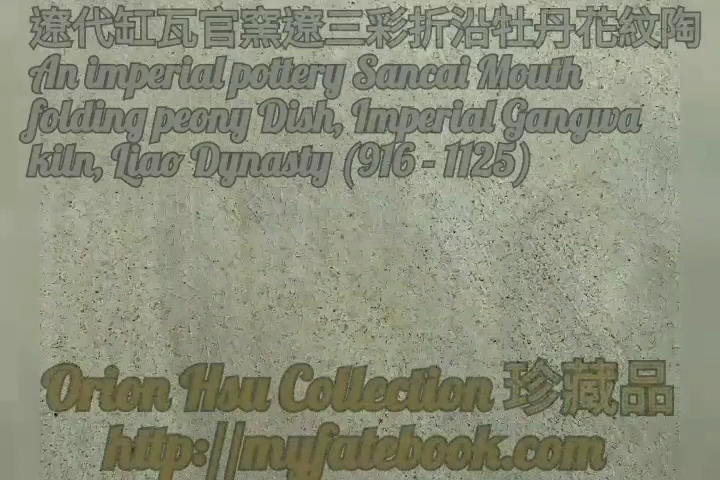 遼代缸瓦官窯遼三彩折沿牡丹花紋陶
An imperial pottery Sancai Mouth
folding peony Dish, Imperial Gangwa
kiln, Liao Dynasty (916 - 1125)
Orion Hsu Collection 珍藏品
http://myfatebook.com